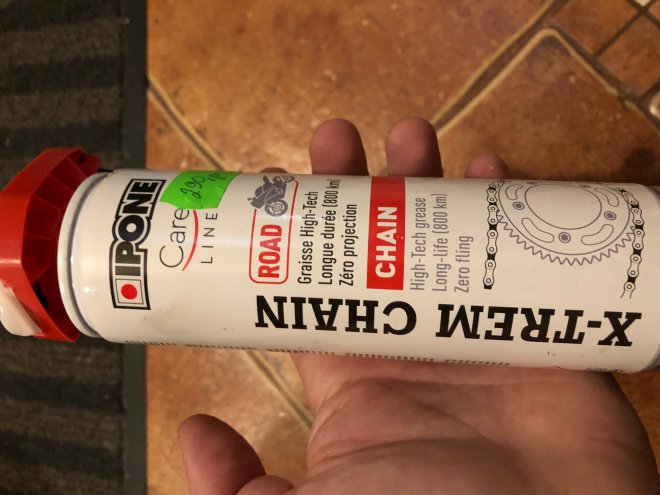 IPONE
Care
LINE
290
ROAD
Graisse High-Tech
Longue durée (800 km)
Zéro projection
CHAIN
High-Tech grease
Long-life (800 km)
Zero fling
X-TREM CHAIN